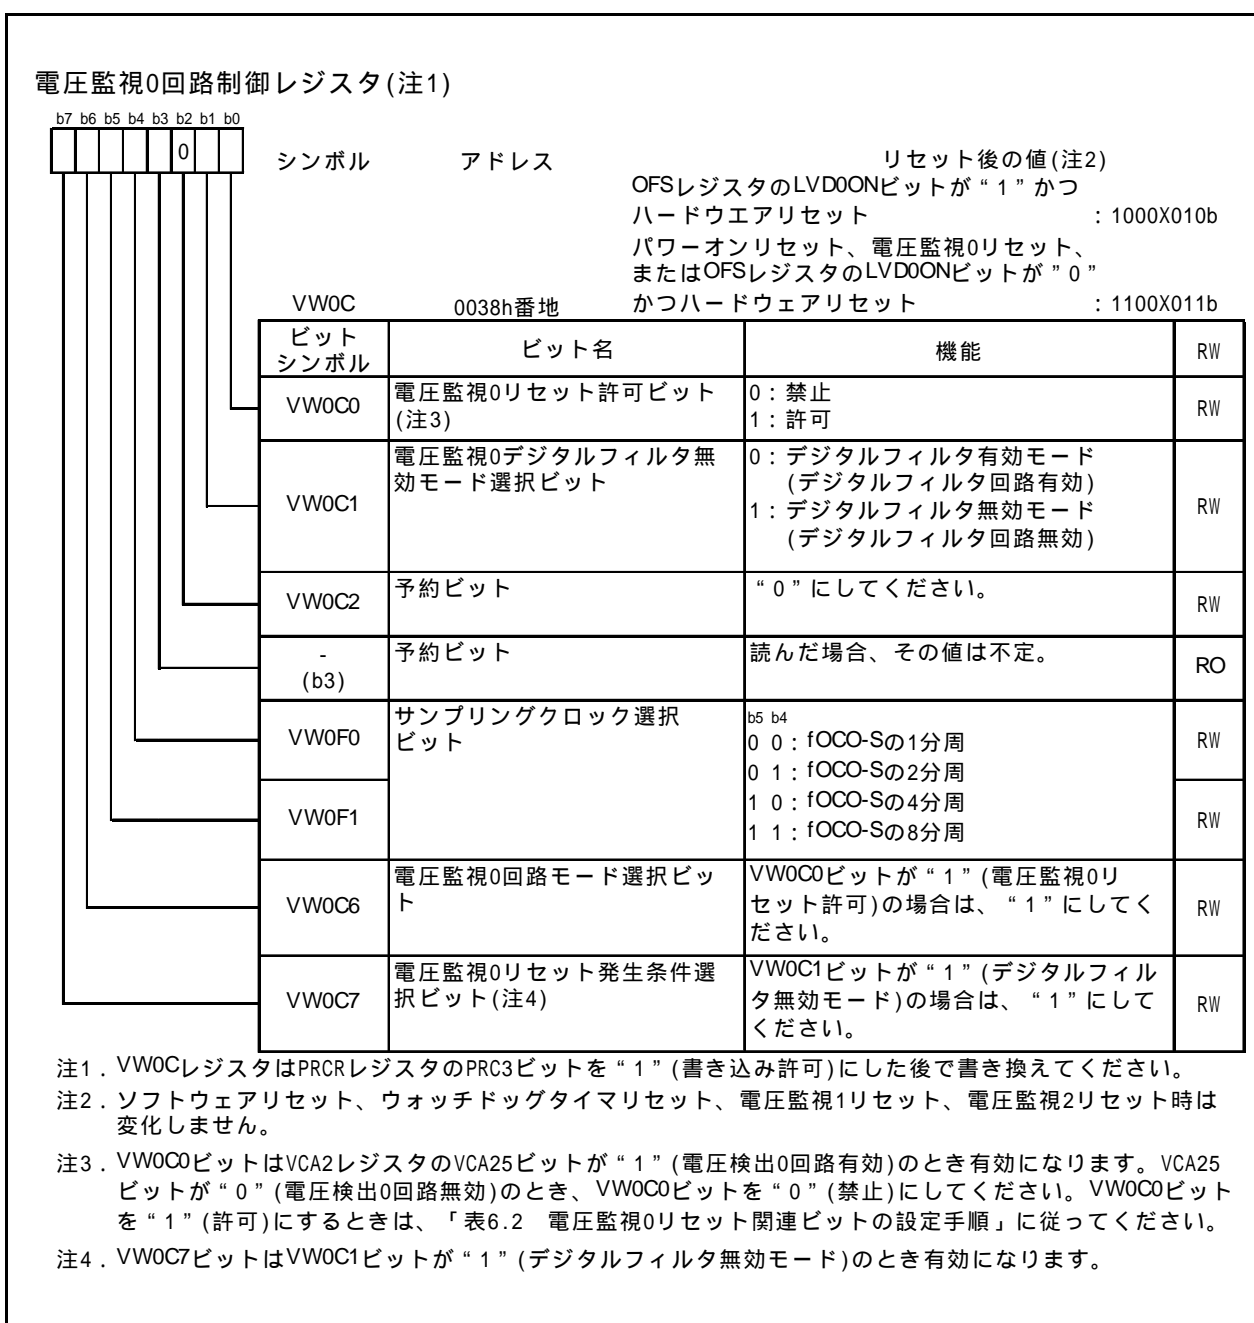 電圧監視0回路制御レジスタ(注1)
b7 b6 b5 b4 b3 b2 b1 b0
0
シンボル アドレス リセット後の値(注2)
OFSレジスタのLVD0ONビットが“1”かつ
ハードウエアリセット :1000X010b
パワーオンリセット、電圧監視0リセット、
またはOFSレジスタのLVD0ONビットが”0”
VW0C 0038h番地 かつハードウェアリセット :1100X011b
ビット
シンボル ビット名 機能 RW
VW0C0 電圧監視0リセット許可ビット
(注3)
0:禁止
1:許可
RW
VW0C1 電圧監視0デジタルフィルタ無
効モード選択ビット
0:デジタルフィルタ有効モード
(デジタルフィルタ回路有効)
1:デジタルフィルタ無効モード
(デジタルフィルタ回路無効)
RW
VW0C2 予約ビット “0”にしてください。 RW
-
(b3)
予約ビット 読んだ場合、その値は不定。 RO
VW0F0 サンプリングクロック選択
ビット
b5 b4
0 0:fOCO-Sの1分周
0 1:fOCO-Sの2分周
RW
VW0F1
1 0:fOCO-Sの4分周
1 1:fOCO-Sの8分周
RW
VW0C6 電圧監視0回路モード選択ビッ
ト
VW0C0ビットが“1”(電圧監視0リ
セット許可)の場合は、“1”にしてく
ださい。
RW
VW0C7 電圧監視0リセット発生条件選
択ビット(注4)
VW0C1ビットが“1”(デジタルフィル
タ無効モード)の場合は、“1”にして
ください。
RW
注1.VW0CレジスタはPRCRレジスタのPRC3ビットを“1”(書き込み許可)にした後で書き換えてください。
注2.ソフトウェアリセット、ウォッチドッグタイマリセット、電圧監視1リセット、電圧監視2リセット時は
変化しません。
注3.VW0C0ビットはVCA2レジスタのVCA25ビットが“1”(電圧検出0回路有効)のとき有効になります。VCA25
ビットが“0”(電圧検出0回路無効)のとき、VW0C0ビットを“0”(禁止)にしてください。VW0C0ビット
を“1”(許可)にするときは、「表6.2 電圧監視0リセット関連ビットの設定手順」に従ってください。
注4.VW0C7ビットはVW0C1ビットが“1”(デジタルフィルタ無効モード)のとき有効になります。